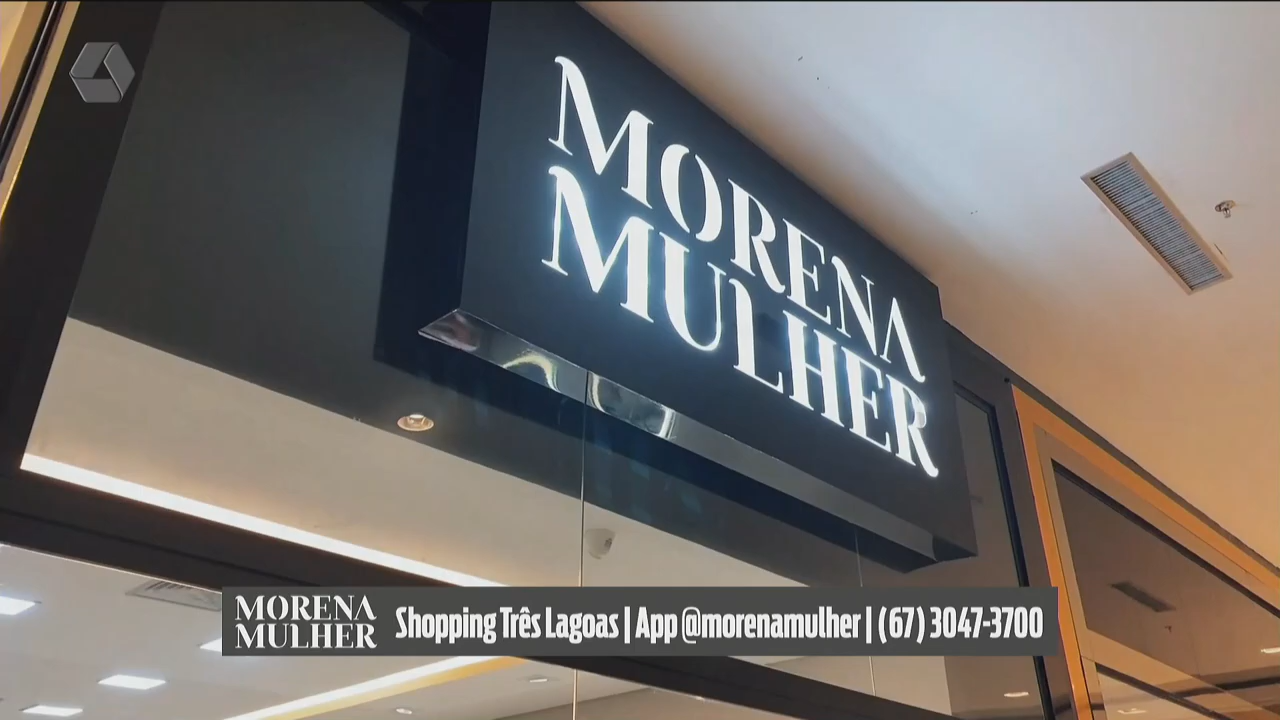 MORENA
MULHER
MORENA
MULHER
Shopping Três Lagoas | App @morenamulher | (67) 3047-3700